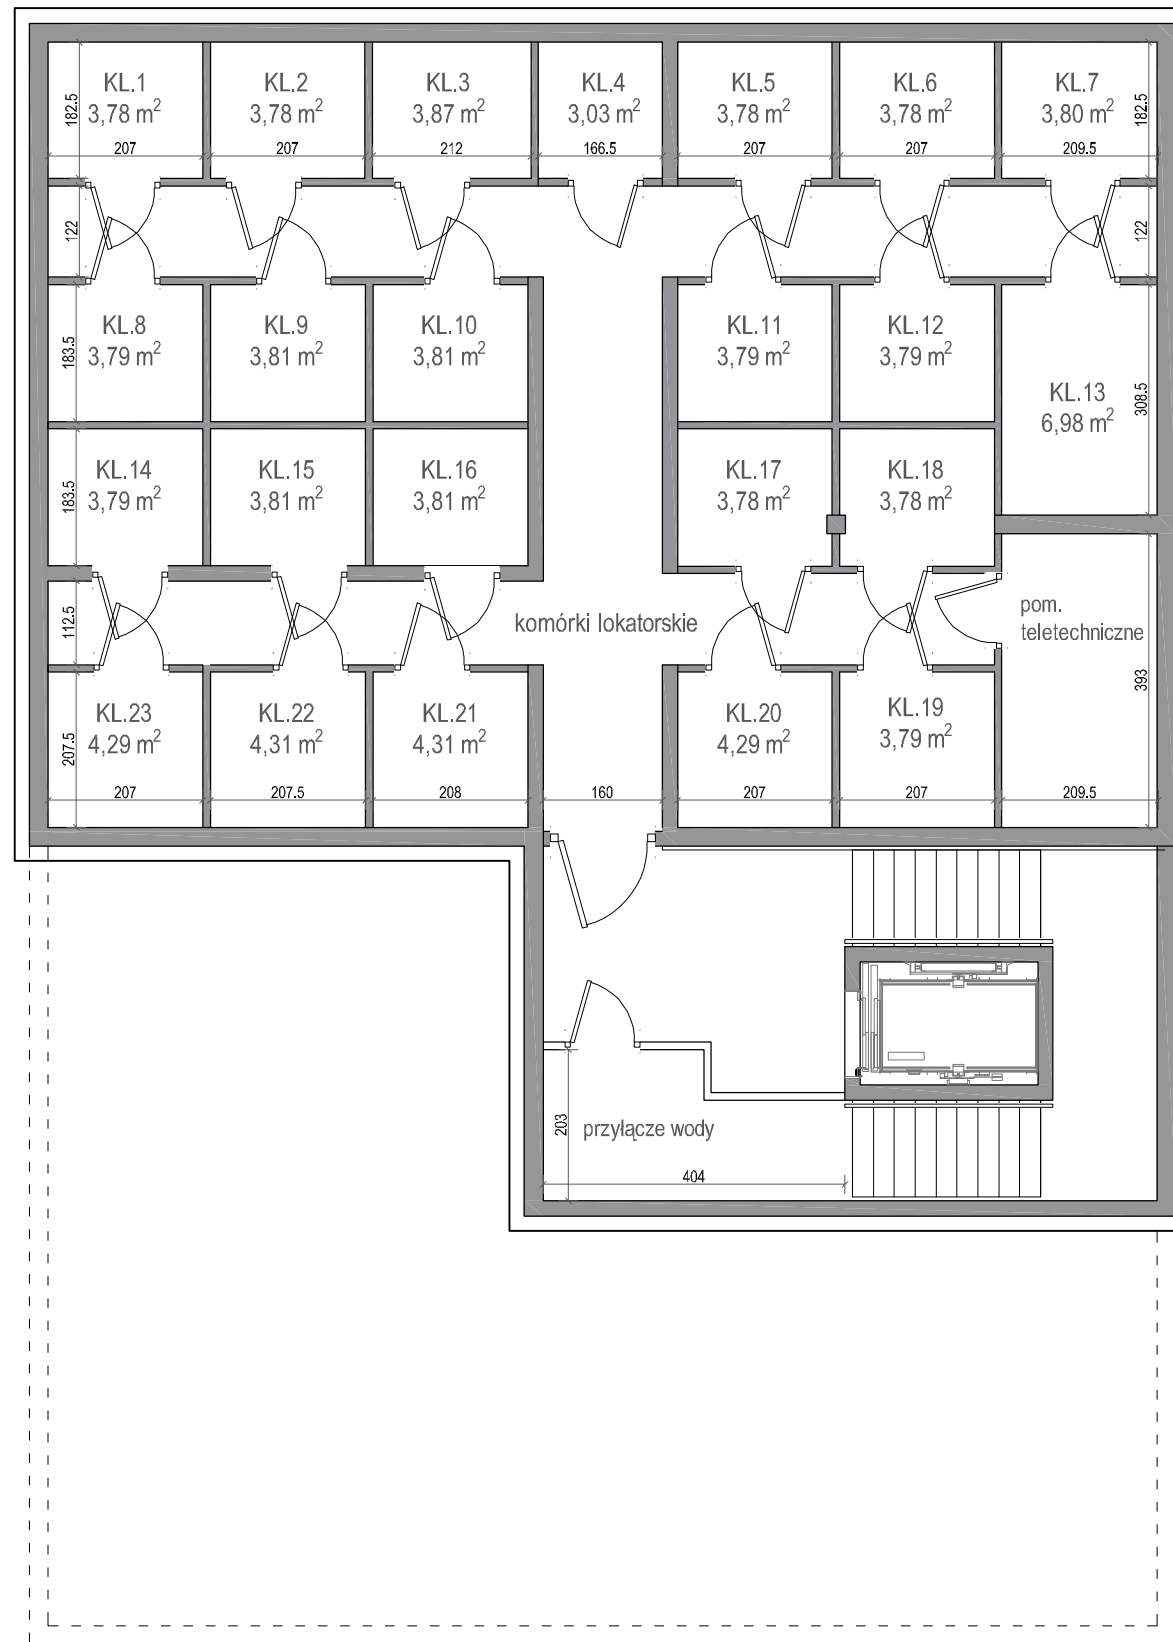 KL.1
3,78 m²
KL.2
3,78 m²
KL.3
3,87 m²
KL.4
3,03 m²
KL.5
3,78 m²
KL.6
3,78 m²
KL.7
3,80 m²
182.5
182.5
207
207
212
166.5
207
207
209.5
122
122
KL.8
3,79 m²
KL.9
3,81 m²
KL.10
3,81 m²
KL.11
3,79 m²
KL.12
3,79 m²
KL.13
6,98 m²
183.5
308.5
KL.14
3,79 m²
KL.15
3,81 m²
KL.16
3,81 m²
KL.17
3,78 m²
KL.18
3,78 m²
183.5
112.5
komórki lokatorskie
pom.
teletechniczne
393
KL.23
4,29 m²
KL.22
4,31 m²
KL.21
4,31 m²
KL.20
4,29 m²
KL.19
3,79 m²
207.5
207
207.5
208
160
207
207
209.5
203
przyłącze wody
404